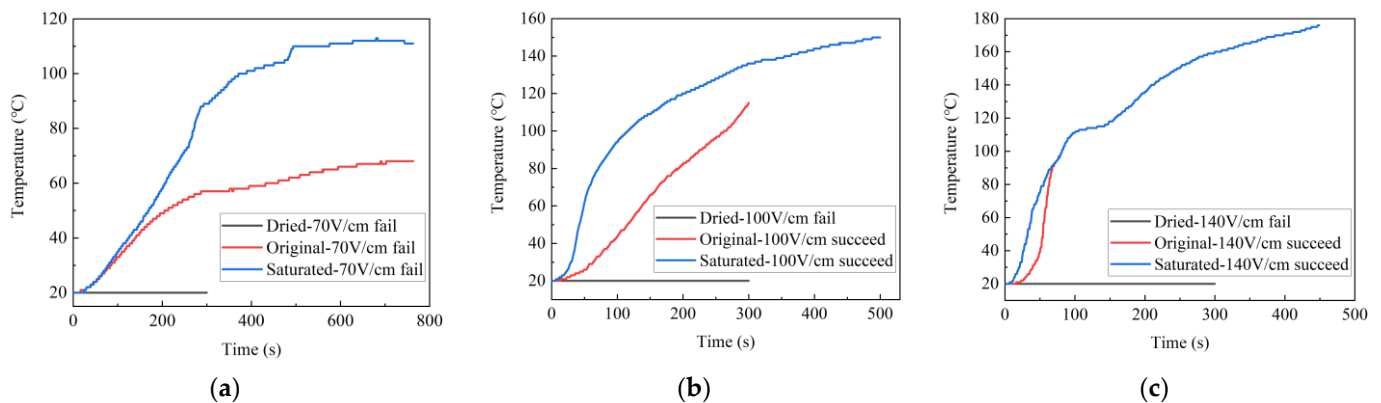 120
100
80
60
40
20
0 200 400 600 800
Temperature (°C)
Time (s)
Dried-70V/cm fail
Original-70V/cm fail
Saturated-70V/cm fail
(a)
160
140
120
100
80
60
40
20
0 100 200 300 400 500
Temperature (°C)
Time (s)
Dried-100V/cm fail
Original-100V/cm succeed
Saturated-100V/cm succeed
(b)
180
160
140
120
100
80
60
40
20
0 100 200 300 400 500
Temperature (°C)
Time (s)
Dried-140V/cm fail
Original-140V/cm succeed
Saturated-140V/cm succeed
(c)